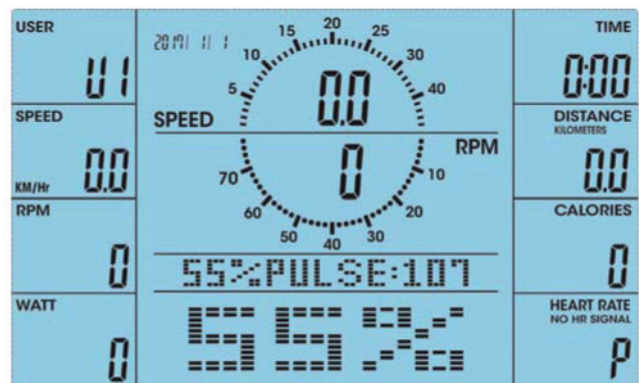 USER
U1
SPEED
0.0
KM/Hr
RPM
0
WATT
0
2019/ 1/ 1
5 10 15 20 25 30 40
0.0
SPEED
RPM
0
10 20 30 40 50 60 70
55%PULSE:107
55%
TIME
0:00
DISTANCE
KILOMETERS
0.0
CALORIES
0
HEART RATE
NO HR SIGNAL
P